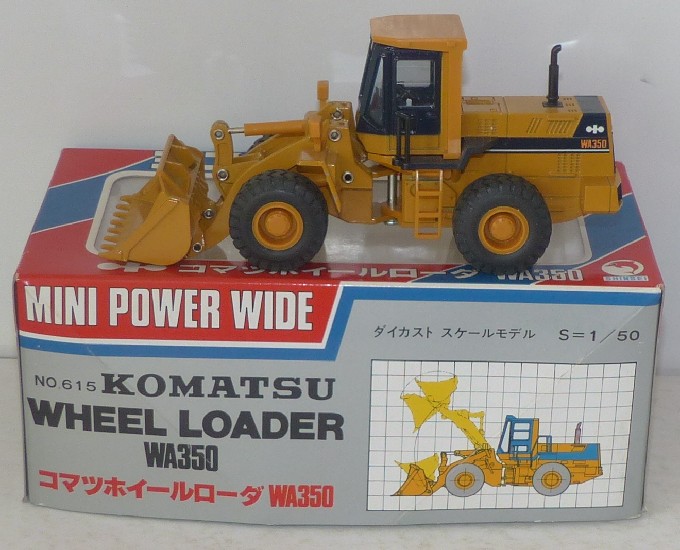 WA350
コマツホイールローダ WA350
SHINSEI
MINI POWER WIDE
ダイカスト スケールモデル S=1/50
NO.615 KOMATSU
WHEEL LOADER
WA350
コマツホイールローダ WA350